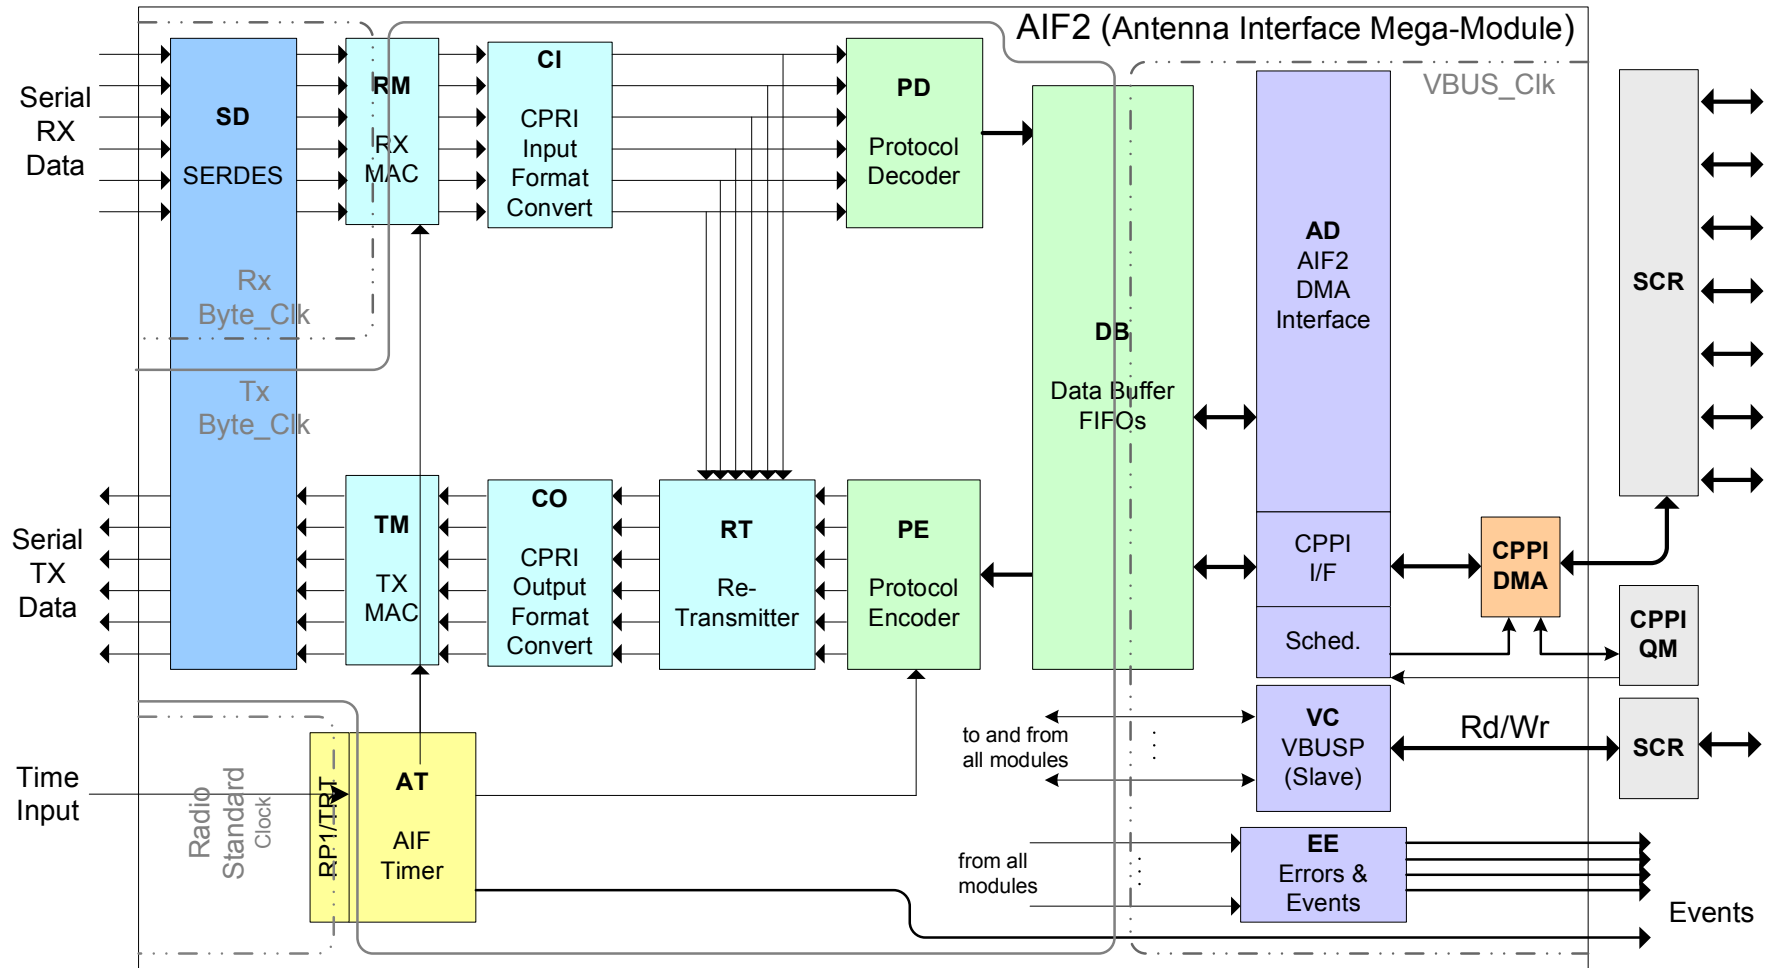 AIF2 (Antenna Interface Mega-Module)
VBUS_Clk
Serial
RX
Data
SD
SERDES
RM
RX
MAC
CI
CPRI
Input
Format
Convert
PD
Protocol
Decoder
Rx
Byte_Clk
Tx
Byte_Clk
DB
Data Buffer
FIFOs
AD
AIF2
DMA
Interface
SCR
Serial
TX
Data
TM
TX
MAC
CO
CPRI
Output
Format
Convert
RT
Re-
Transmitter
PE
Protocol
Encoder
CPPI
I/F
Sched.
CPPI
DMA
CPPI
QM
Time
Input
Radio
Standard
Clock
RP1/TRT
AT
AIF
Timer
to and from
all modules
VC
VBUSP
(Slave)
Rd/Wr
SCR
from all
modules
EE
Errors &
Events
Events